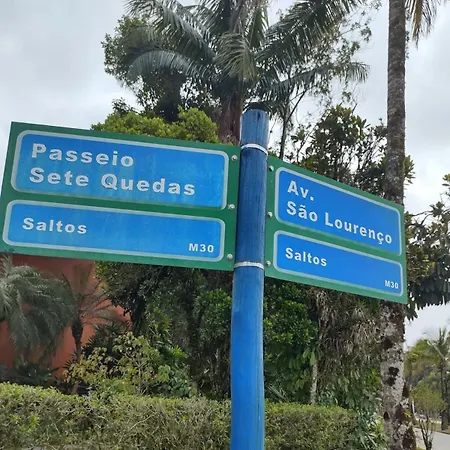 Passeio
Sete Quedas
Saltos
M30
Av.
São Lourenço
Saltos
M30